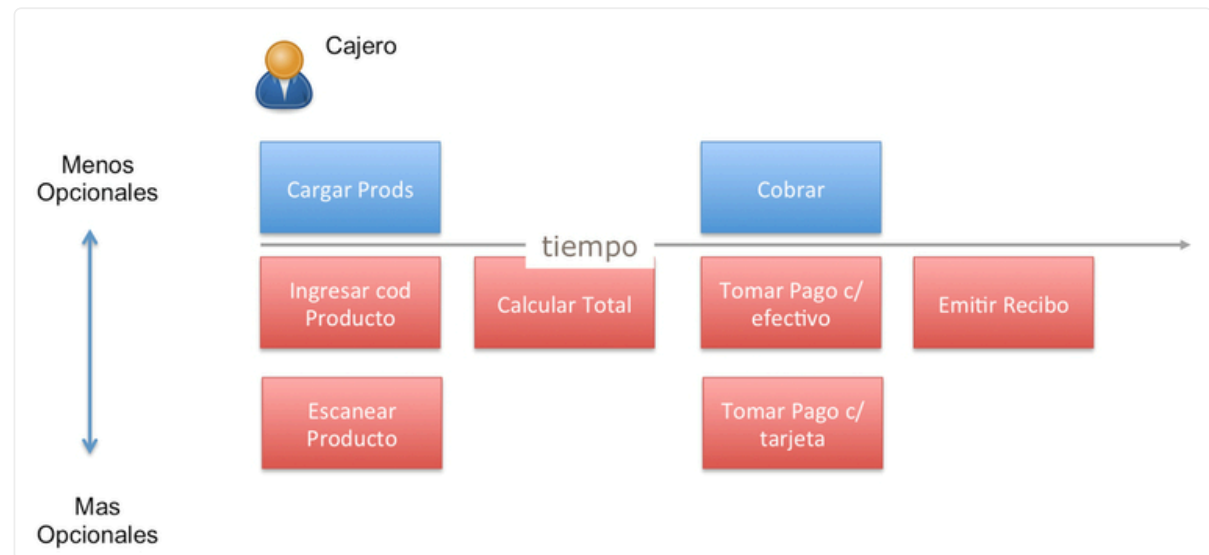 Cajero
Menos
Opcionales
Cargar Prods
Cobrar
tiempo
Ingresar cod
Producto
Calcular Total
Tomar Pago c/
efectivo
Emitir Recibo
Escanear
Producto
Tomar Pago c/
tarjeta
Mas
Opcionales